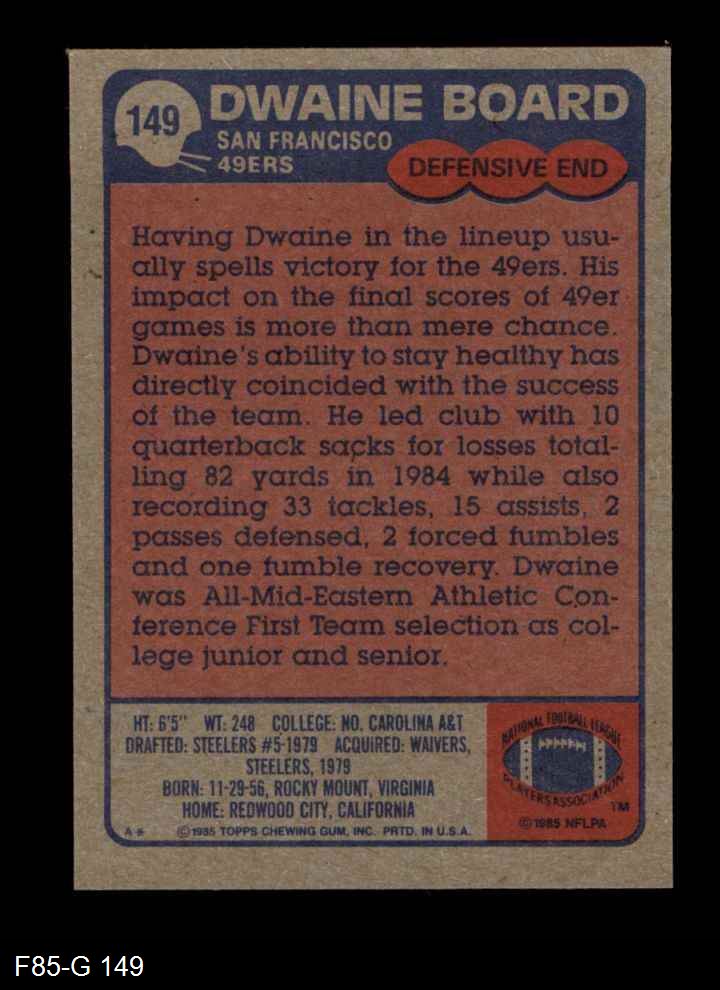 149
DWAINE BOARD
SAN FRANCISCO
49ERS
DEFENSIVE END
Having Dwaine in the lineup usu-
ally spells victory for the 49ers. His
impact on the final scores of 49er
games is more than mere chance.
Dwaine's ability to stay healthy has
directly coincided with the success
of the team. He led club with 10
quarterback sacks for losses total-
ling 82 yards in 1984 while also
recording 33 tackles, 15 assists, 2
passes defensed, 2 forced fumbles
and one fumble recovery. Dwaine
was All-Mid-Eastern Athletic Con-
ference First Team selection as col-
lege junior and senior.
HT: 6'5" WT: 248 COLLEGE: NO. CAROLINA A&T
DRAFTED: STEELERS #5-1979 ACQUIRED: WAIVERS,
STEELERS, 1979
BORN: 11-29-56, ROCKY MOUNT, VIRGINIA
HOME: REDWOOD CITY, CALIFORNIA
A* ©1985 TOPPS CHEWING GUM, INC. PRTD. IN U.S.A.
NATIONAL FOOTBALL LEAGUE
PLAYERS ASSOCIATION
TM
©1985 NFLPA
F85-G 149